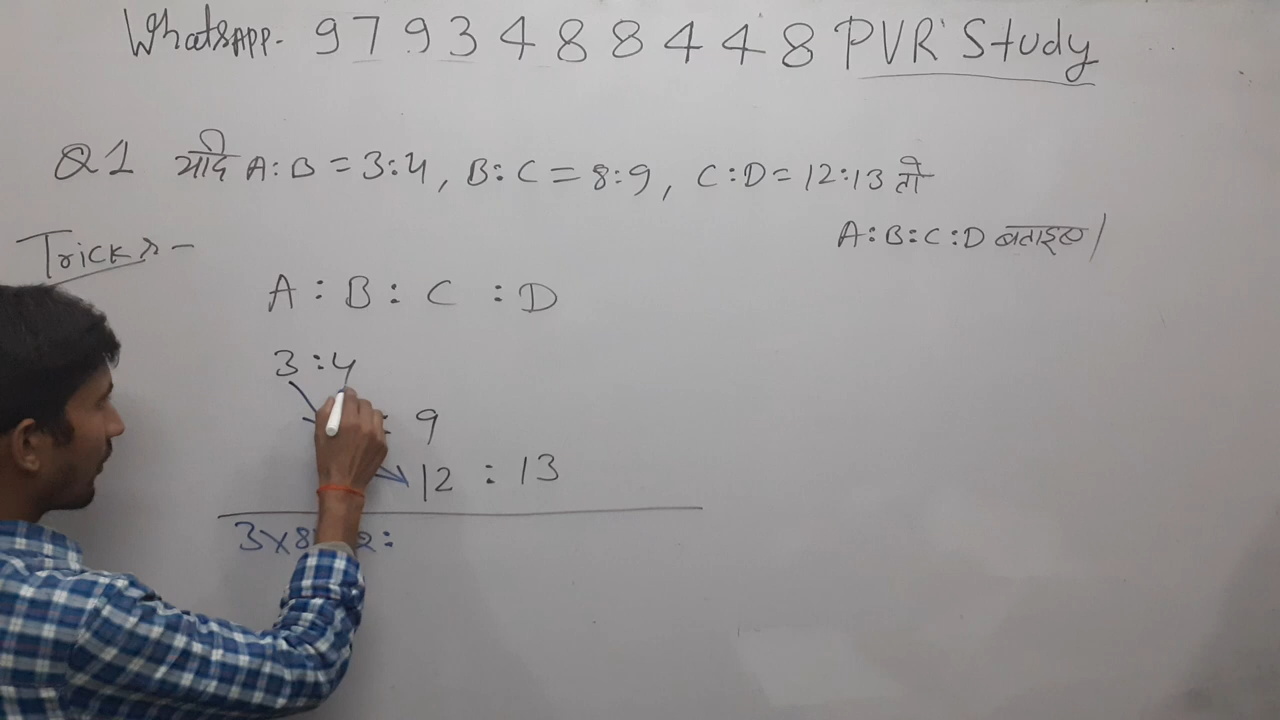 WhatsApp. 9793488448 PVR Study
Q1 यदि A:B=3:4, B:C=8:9, C:D=12:13 तो
A:B:C:D बताइए।
Trick:-
A : B : C : D
3 : 4
: 9
12 : 13
3×8 2: